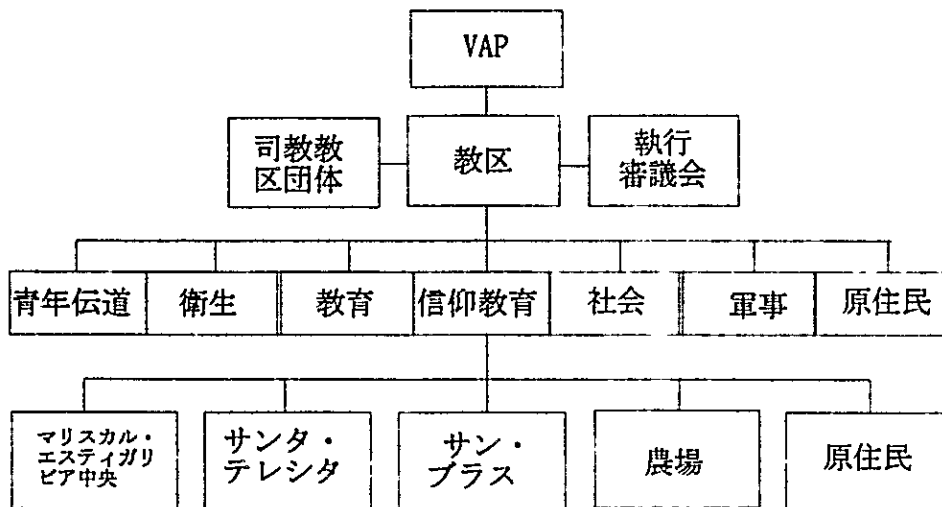 VAP
司教教
区団体
教区
執行
審議会
青年伝道
衛生
教育
信仰教育
社会
軍事
原住民
マリスカル・
エスティガリ
ビア中央
サンタ・
テレシタ
サン・
ブラス
農場
原住民